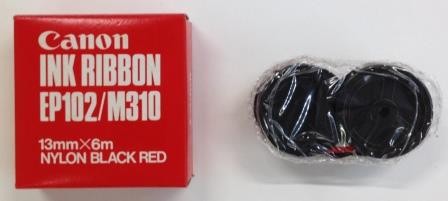 Canon
INK RIBBON
EP102/M310
13mm×6m
NYLON BLACK RED